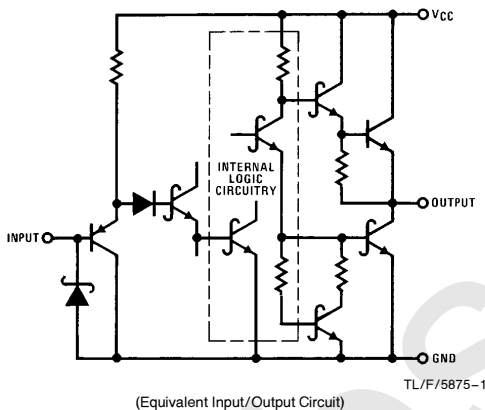 VCC
INTERNAL
LOGIC
CIRCUITRY
OUTPUT
INPUT
GND
TL/F/5875–1
(Equivalent Input/Output Circuit)